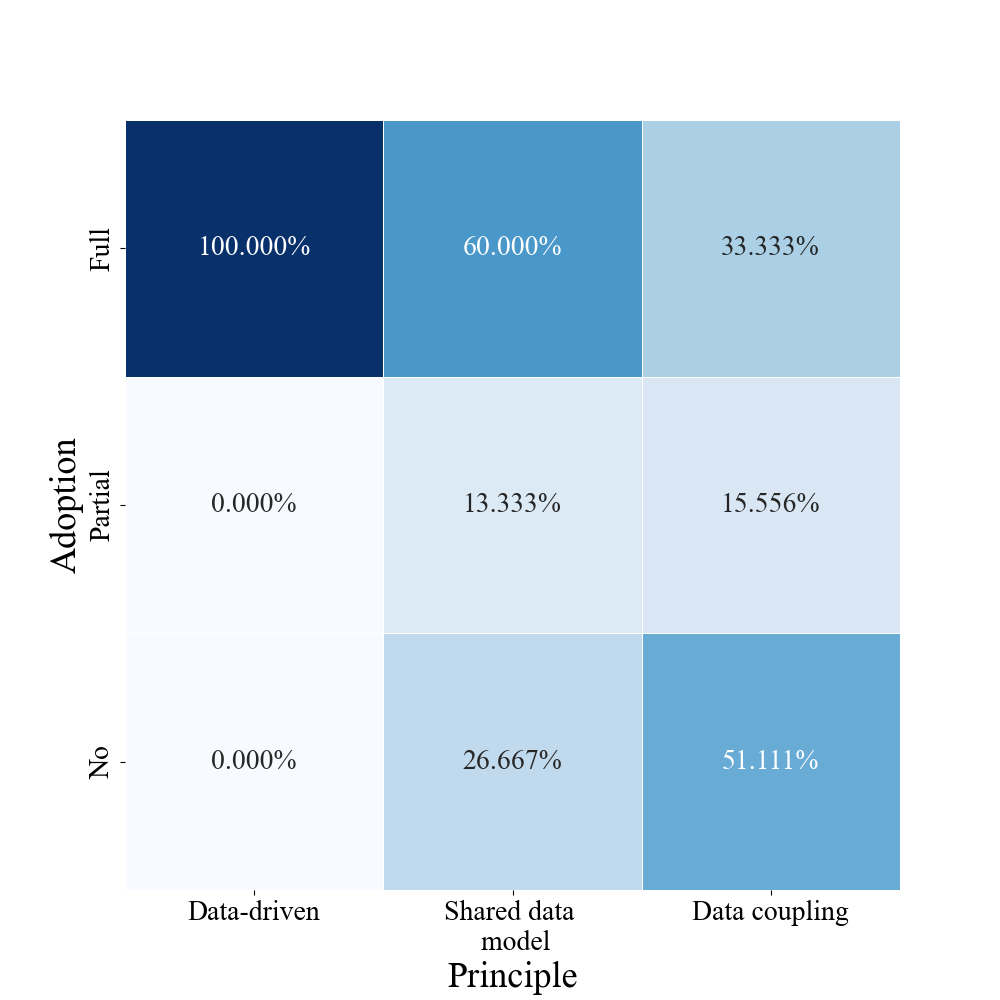 Adoption
Full
100.000% 60.000% 33.333%
Partial
0.000% 13.333% 15.556%
No
0.000% 26.667% 51.111%
Data-driven Shared data model Data coupling
Principle